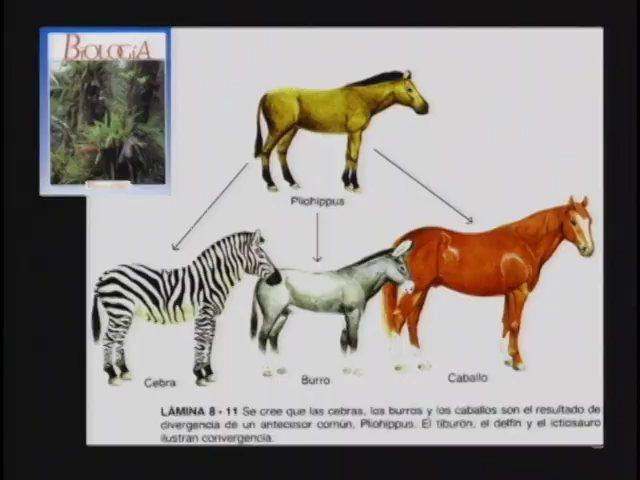 BIOLOGÍA
Pliohippus
Cebra
Burro
Caballo
LÁMINA 8 - 11 Se cree que las cebras, los burros y los caballos son el resultado de
divergencia de un antecesor común, Pliohippus. El tiburón, el delfín y el ictiosauro
ilustran convergencia.